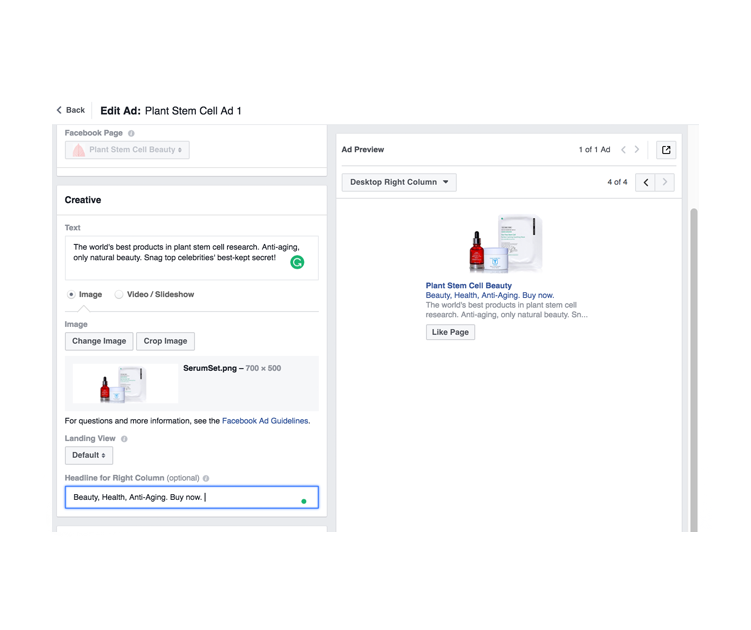 Back
Edit Ad: Plant Stem Cell Ad 1
Facebook Page
Plant Stem Cell Beauty
Creative
Text
The world's best products in plant stem cell research. Anti-aging,
only natural beauty. Snag top celebrities' best-kept secret!
Image
Video / Slideshow
Image
Change Image
Crop Image
SerumSet.png – 700 × 500
For questions and more information, see the Facebook Ad Guidelines.
Landing View
Default
Headline for Right Column (optional)
Beauty, Health, Anti-Aging. Buy now.
Ad Preview
1 of 1 Ad
Desktop Right Column
4 of 4
Plant Stem Cell Beauty
Beauty, Health, Anti-Aging. Buy now.
The world's best products in plant stem cell
research. Anti-aging, only natural beauty. Sn...
Like Page